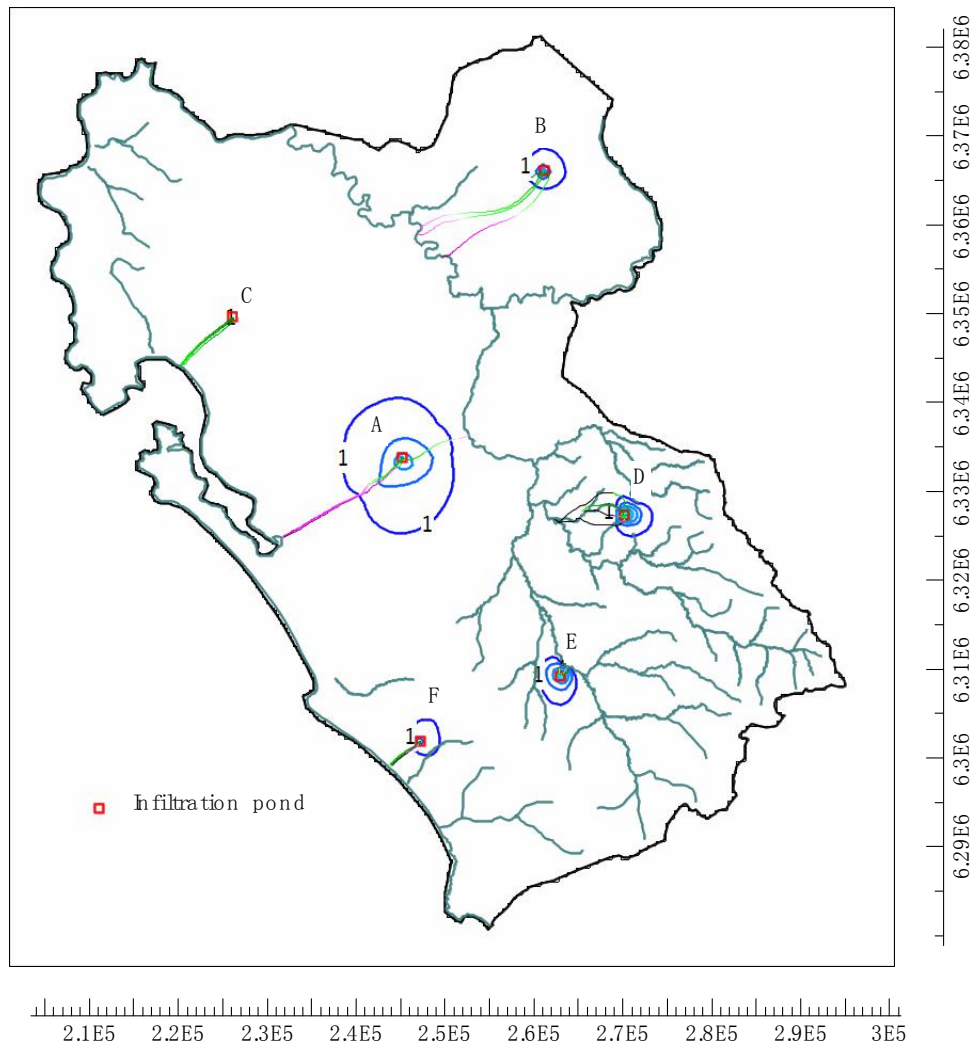 B
1
C
1
A
1
1
D
1
E
1
F
1
Infiltration pond
6.38E6
6.37E6
6.36E6
6.35E6
6.34E6
6.33E6
6.32E6
6.31E6
6.3E6
6.29E6
2.1E5 2.2E5 2.3E5 2.4E5 2.5E5 2.6E5 2.7E5 2.8E5 2.9E5 3E5